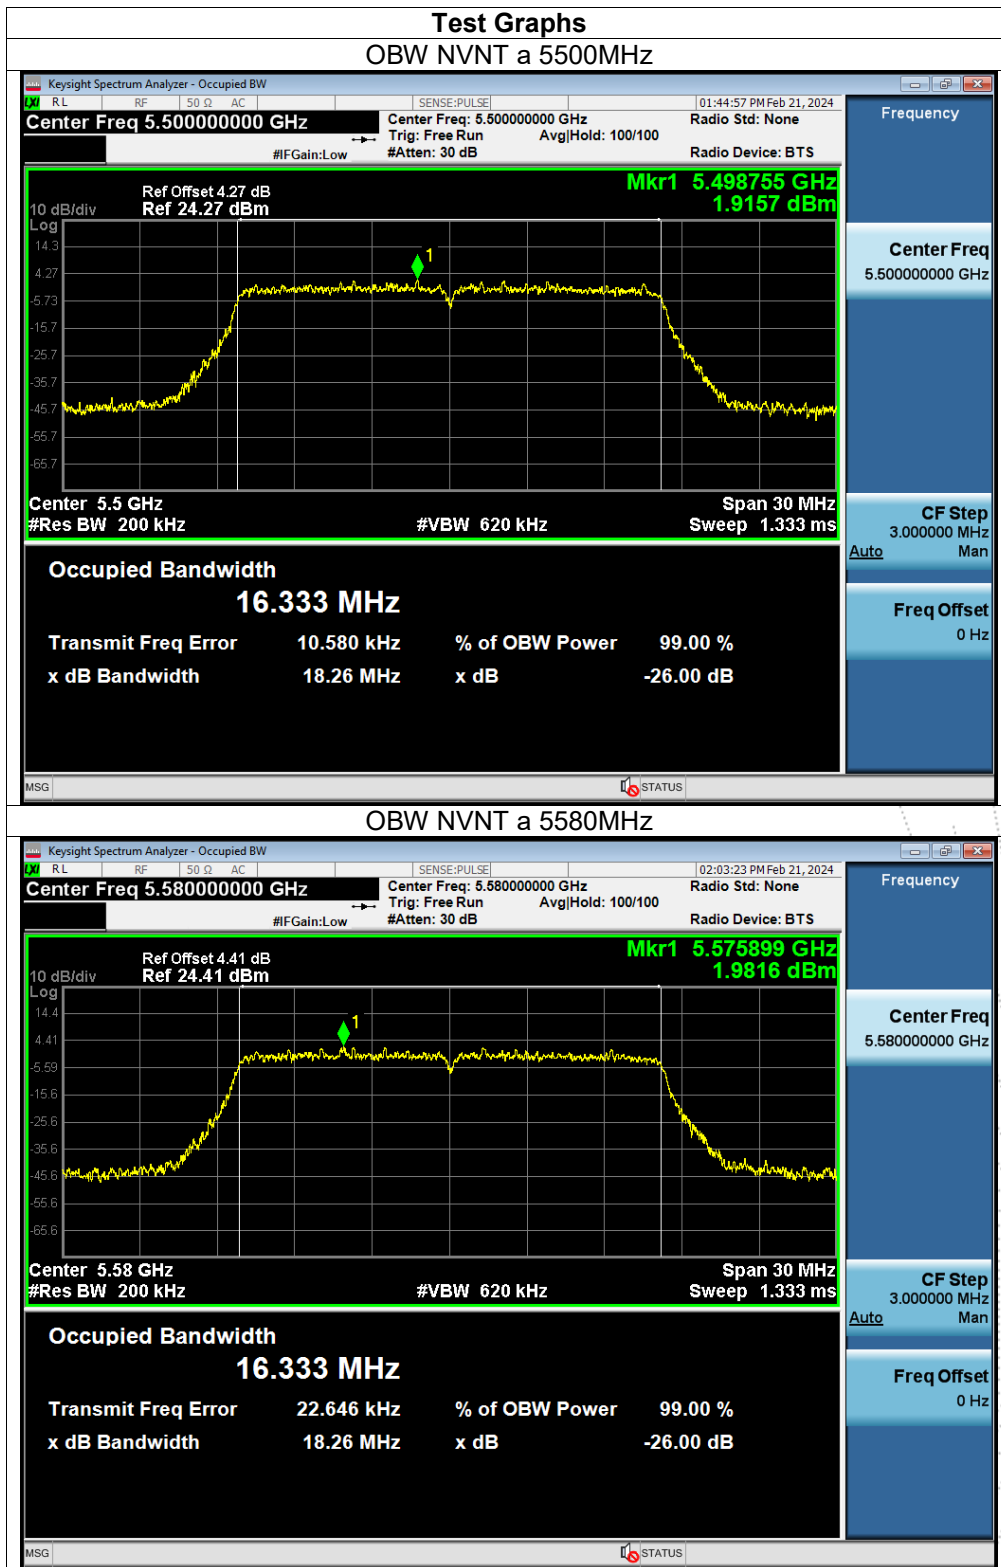 Test Graphs
OBW NVNT a 5500MHz
Keysight Spectrum Analyzer - Occupied BW
LXI RL RF 50 Ω AC SENSE:PULSE 01:44:57 PM Feb 21, 2024
Center Freq 5.500000000 GHz
Center Freq: 5.500000000 GHz
Radio Std: None
Trig: Free Run Avg|Hold: 100/100
#IFGain:Low
#Atten: 30 dB
Radio Device: BTS
Frequency
Mkr1 5.498755 GHz
1.9157 dBm
Ref Offset 4.27 dB
10 dB/div Ref 24.27 dBm
Log
14.3
4.27
-5.73
-15.7
-25.7
-35.7
-45.7
-55.7
-65.7
1
Center 5.5 GHz
Span 30 MHz
#Res BW 200 kHz
#VBW 620 kHz
Sweep 1.333 ms
Center Freq
5.500000000 GHz
CF Step
3.000000 MHz
Auto Man
Freq Offset
0 Hz
Occupied Bandwidth
16.333 MHz
Transmit Freq Error 10.580 kHz % of OBW Power 99.00 %
x dB Bandwidth 18.26 MHz x dB -26.00 dB
MSG STATUS
OBW NVNT a 5580MHz
Keysight Spectrum Analyzer - Occupied BW
LXI RL RF 50 Ω AC SENSE:PULSE 02:03:23 PM Feb 21, 2024
Center Freq 5.580000000 GHz
Center Freq: 5.580000000 GHz
Radio Std: None
Trig: Free Run Avg|Hold: 100/100
#IFGain:Low
#Atten: 30 dB
Radio Device: BTS
Frequency
Mkr1 5.575899 GHz
1.9816 dBm
Ref Offset 4.41 dB
10 dB/div Ref 24.41 dBm
Log
14.4
4.41
-5.59
-15.6
-25.6
-35.6
-45.6
-55.6
-65.6
1
Center 5.58 GHz
Span 30 MHz
#Res BW 200 kHz
#VBW 620 kHz
Sweep 1.333 ms
Center Freq
5.580000000 GHz
CF Step
3.000000 MHz
Auto Man
Freq Offset
0 Hz
Occupied Bandwidth
16.333 MHz
Transmit Freq Error 22.646 kHz % of OBW Power 99.00 %
x dB Bandwidth 18.26 MHz x dB -26.00 dB
MSG STATUS